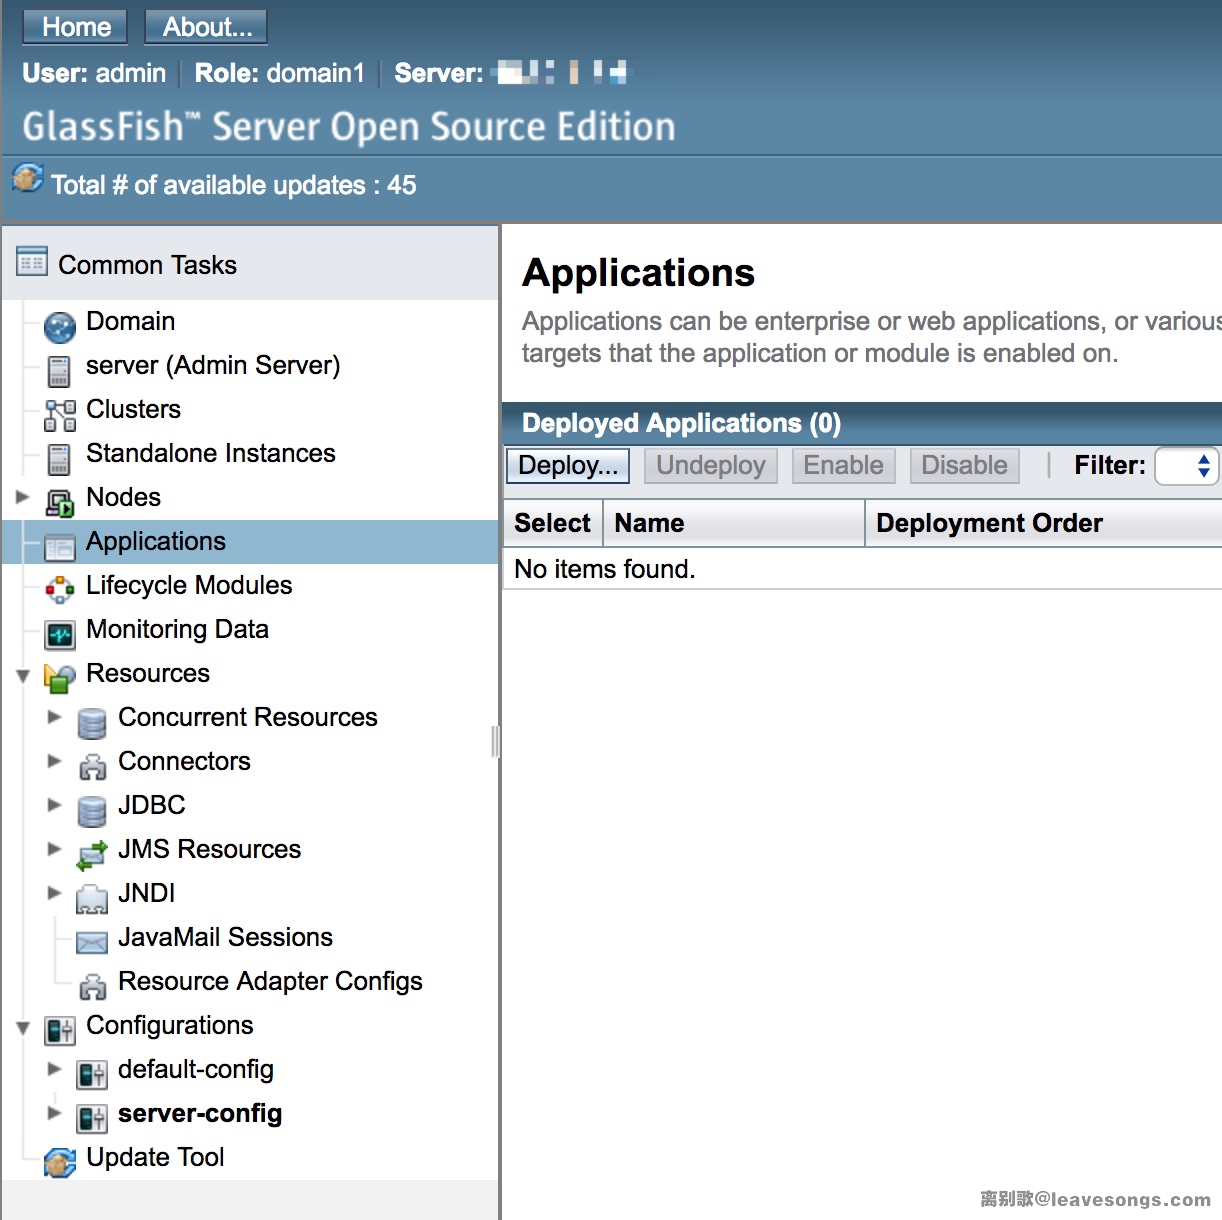 Home About...
User: admin Role: domain1 Server:
GlassFish™ Server Open Source Edition
Total # of available updates : 45
Common Tasks
Domain
server (Admin Server)
Clusters
Standalone Instances
Nodes
Applications
Lifecycle Modules
Monitoring Data
Resources
Concurrent Resources
Connectors
JDBC
JMS Resources
JNDI
JavaMail Sessions
Resource Adapter Configs
Configurations
default-config
server-config
Update Tool
Applications
Applications can be enterprise or web applications, or various
targets that the application or module is enabled on.
Deployed Applications (0)
Deploy... Undeploy Enable Disable Filter:
Select Name Deployment Order
No items found.
离别歌@leavesongs.com